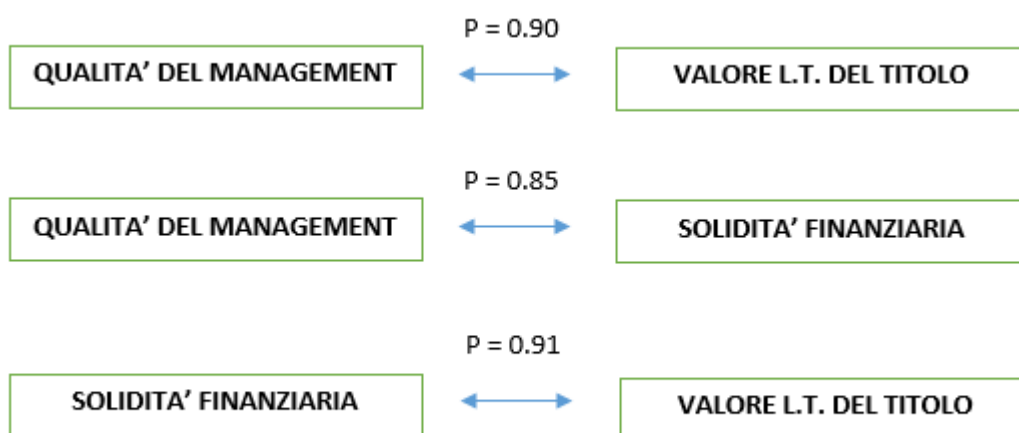 P = 0.90
QUALITA’ DEL MANAGEMENT
VALORE L.T. DEL TITOLO
P = 0.85
QUALITA’ DEL MANAGEMENT
SOLIDITA’ FINANZIARIA
P = 0.91
SOLIDITA’ FINANZIARIA
VALORE L.T. DEL TITOLO